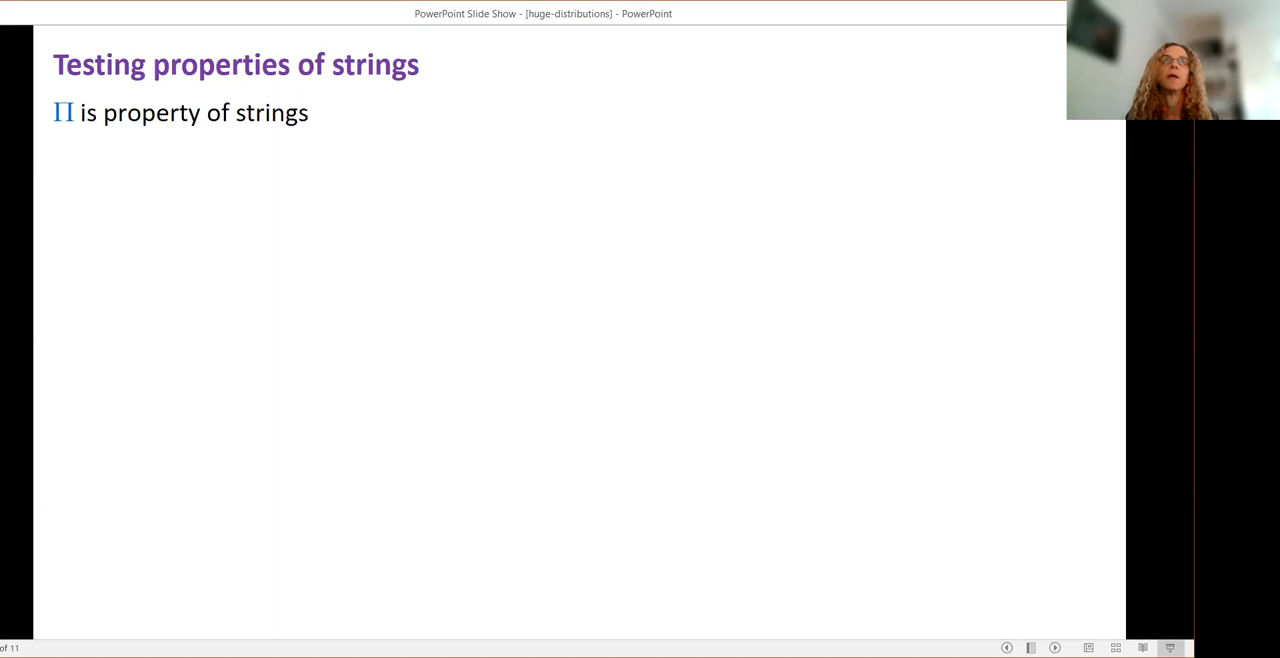 PowerPoint Slide Show - [huge-distributions] - PowerPoint
Testing properties of strings
Π is property of strings
of 11